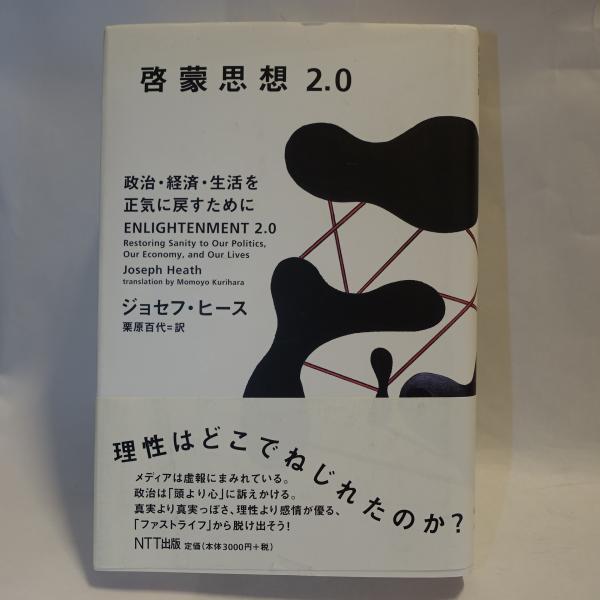 啓蒙思想 2.0
政治・経済・生活を
正気に戻すために
ENLIGHTENMENT 2.0
Restoring Sanity to Our Politics,
Our Economy, and Our Lives
Joseph Heath
translation by Momoyo Kurihara
ジョセフ・ヒース
栗原百代=訳
理性はどこでねじれたのか?
メディアは虚報にまみれている。
政治は「頭より心」に訴えかける。
真実より真実っぽさ、理性より感情が優る、
「ファストライフ」から脱け出そう!
NTT出版 定価(本体3000円+税)